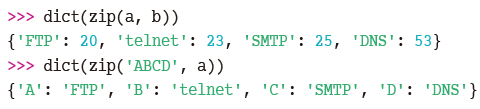 >>> dict(zip(a, b))
{'FTP': 20, 'telnet': 23, 'SMTP': 25, 'DNS': 53}
>>> dict(zip('ABCD', a))
{'A': 'FTP', 'B': 'telnet', 'C': 'SMTP', 'D': 'DNS'}